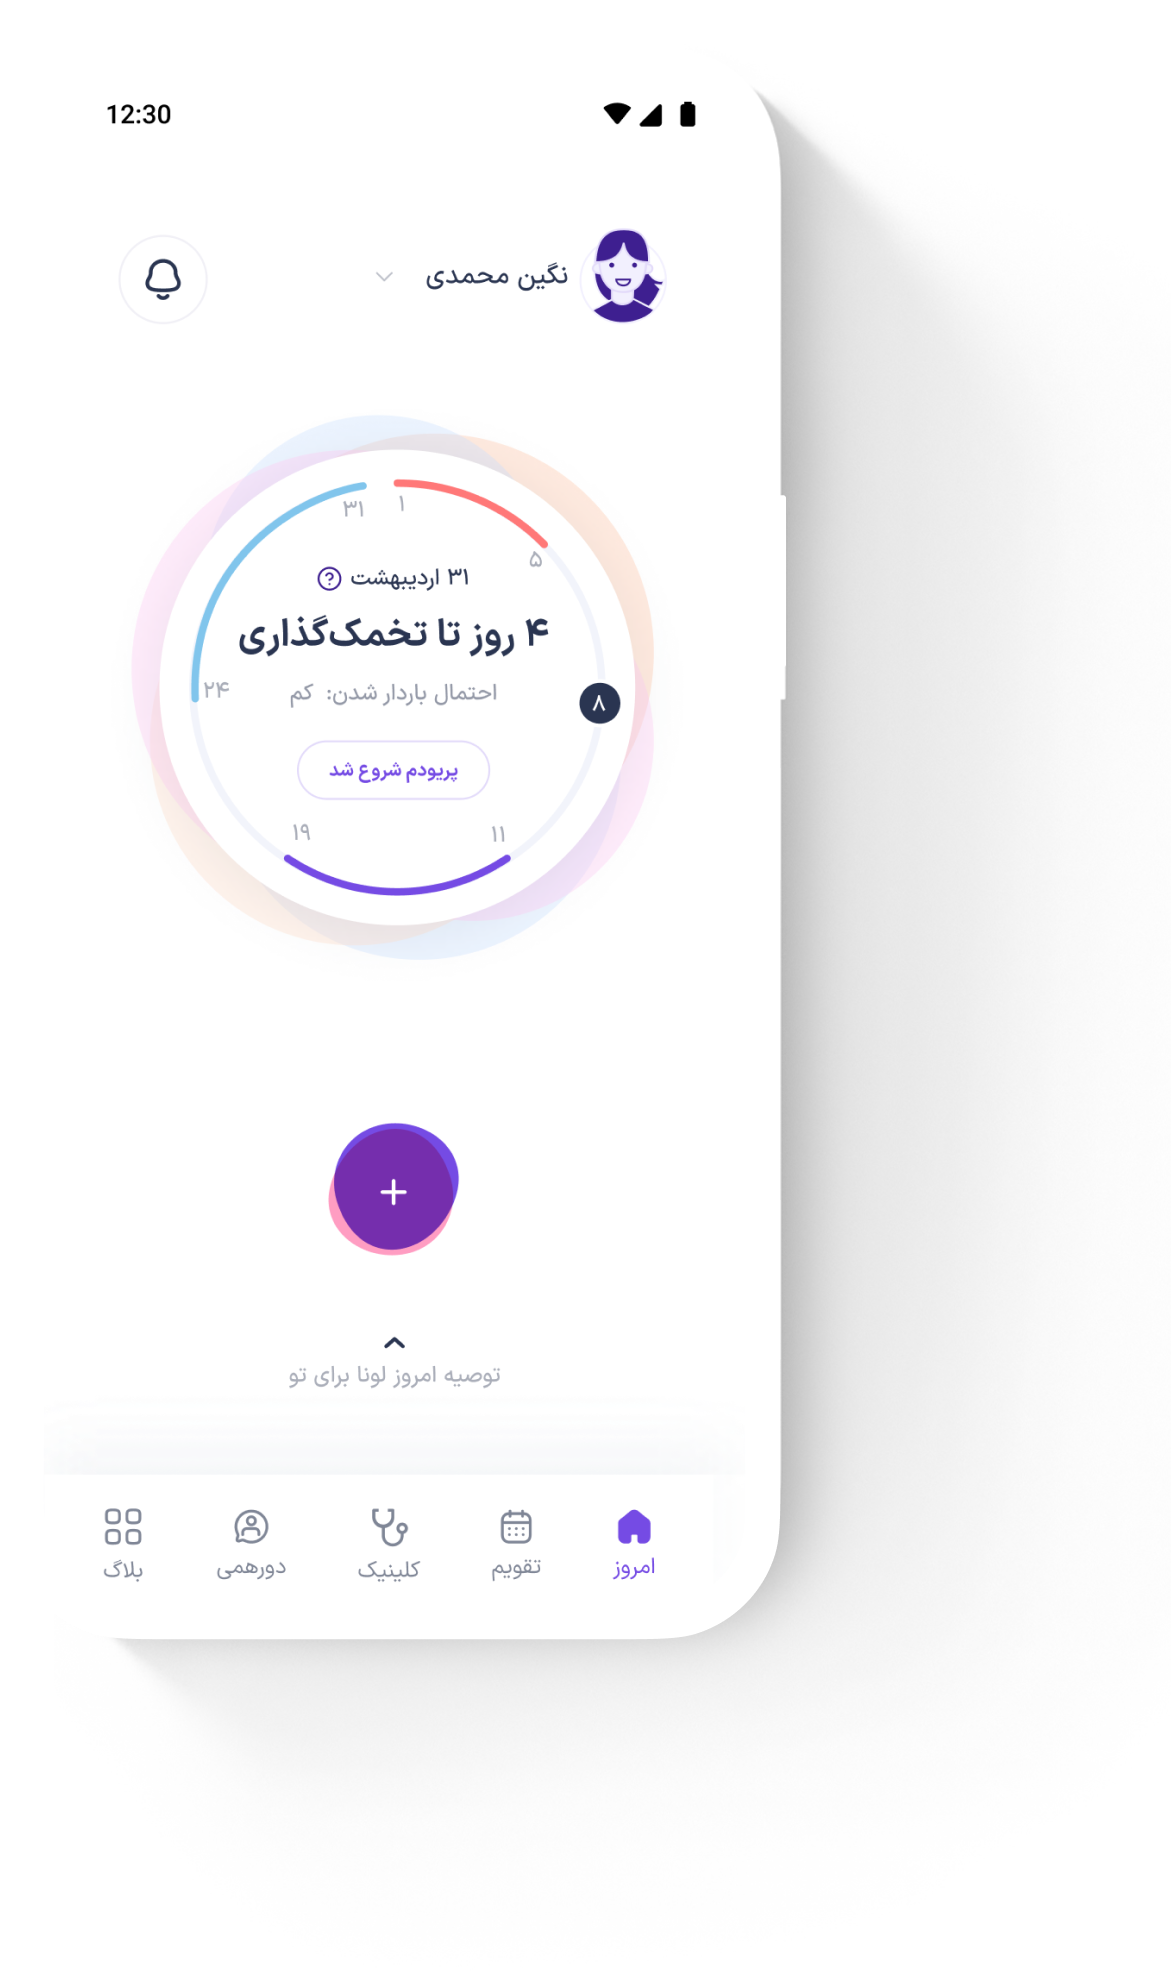 12:30
نگین محمدی
۳۱
۱
۵
۳۱ اردیبهشت
۴ روز تا تخمک‌گذاری
۲۴
احتمال باردار شدن: کم
۸
پریودم شروع شد
۱۹
۱۱
توصیه امروز لونا برای تو
امروز
تقویم
کلینیک
دورهمی
بلاگ